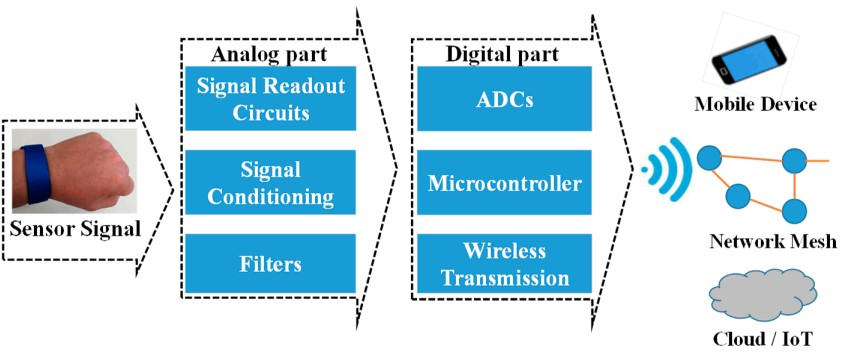 Sensor Signal
Analog part
Signal Readout
Circuits
Signal
Conditioning
Filters
Digital part
ADCs
Microcontroller
Wireless
Transmission
Mobile Device
Network Mesh
Cloud / IoT